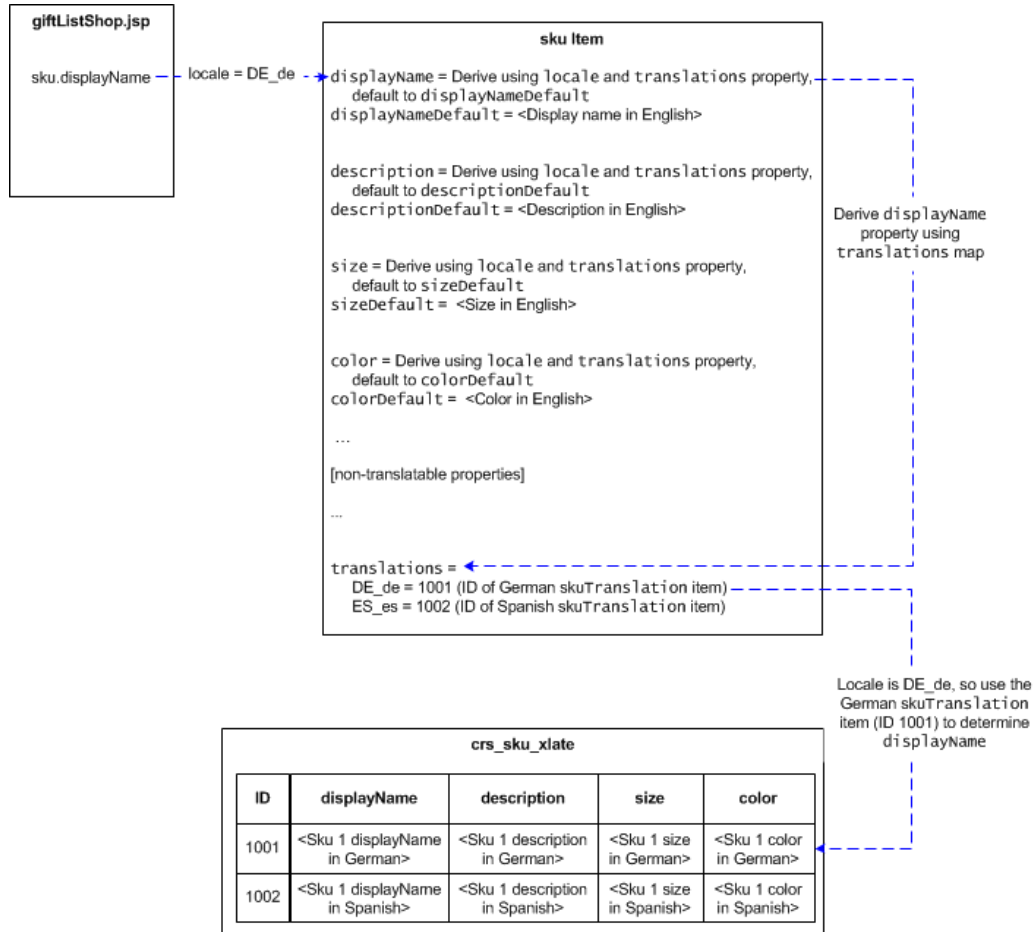 giftListShop.jsp
sku.displayName
locale = DE_de
sku Item
displayName = Derive using locale and translations property,
default to displayNameDefault
displayNameDefault = <Display name in English>
description = Derive using locale and translations property,
default to descriptionDefault
descriptionDefault = <Description in English>
size = Derive using locale and translations property,
default to sizeDefault
sizeDefault = <Size in English>
color = Derive using locale and translations property,
default to colorDefault
colorDefault = <Color in English>
...
[non-translatable properties]
...
translations =
DE_de = 1001 (ID of German skuTranslation item)
ES_es = 1002 (ID of Spanish skuTranslation item)
Derive displayName
property using
translations map
Locale is DE_de, so use the
German skuTranslation
item (ID 1001) to determine
displayName
crs_sku_xlate
ID displayName description size color
1001 <Sku 1 displayName in German> <Sku 1 description in German> <Sku 1 size in German> <Sku 1 color in German>
1002 <Sku 1 displayName in Spanish> <Sku 1 description in Spanish> <Sku 1 size in Spanish> <Sku 1 color in Spanish>